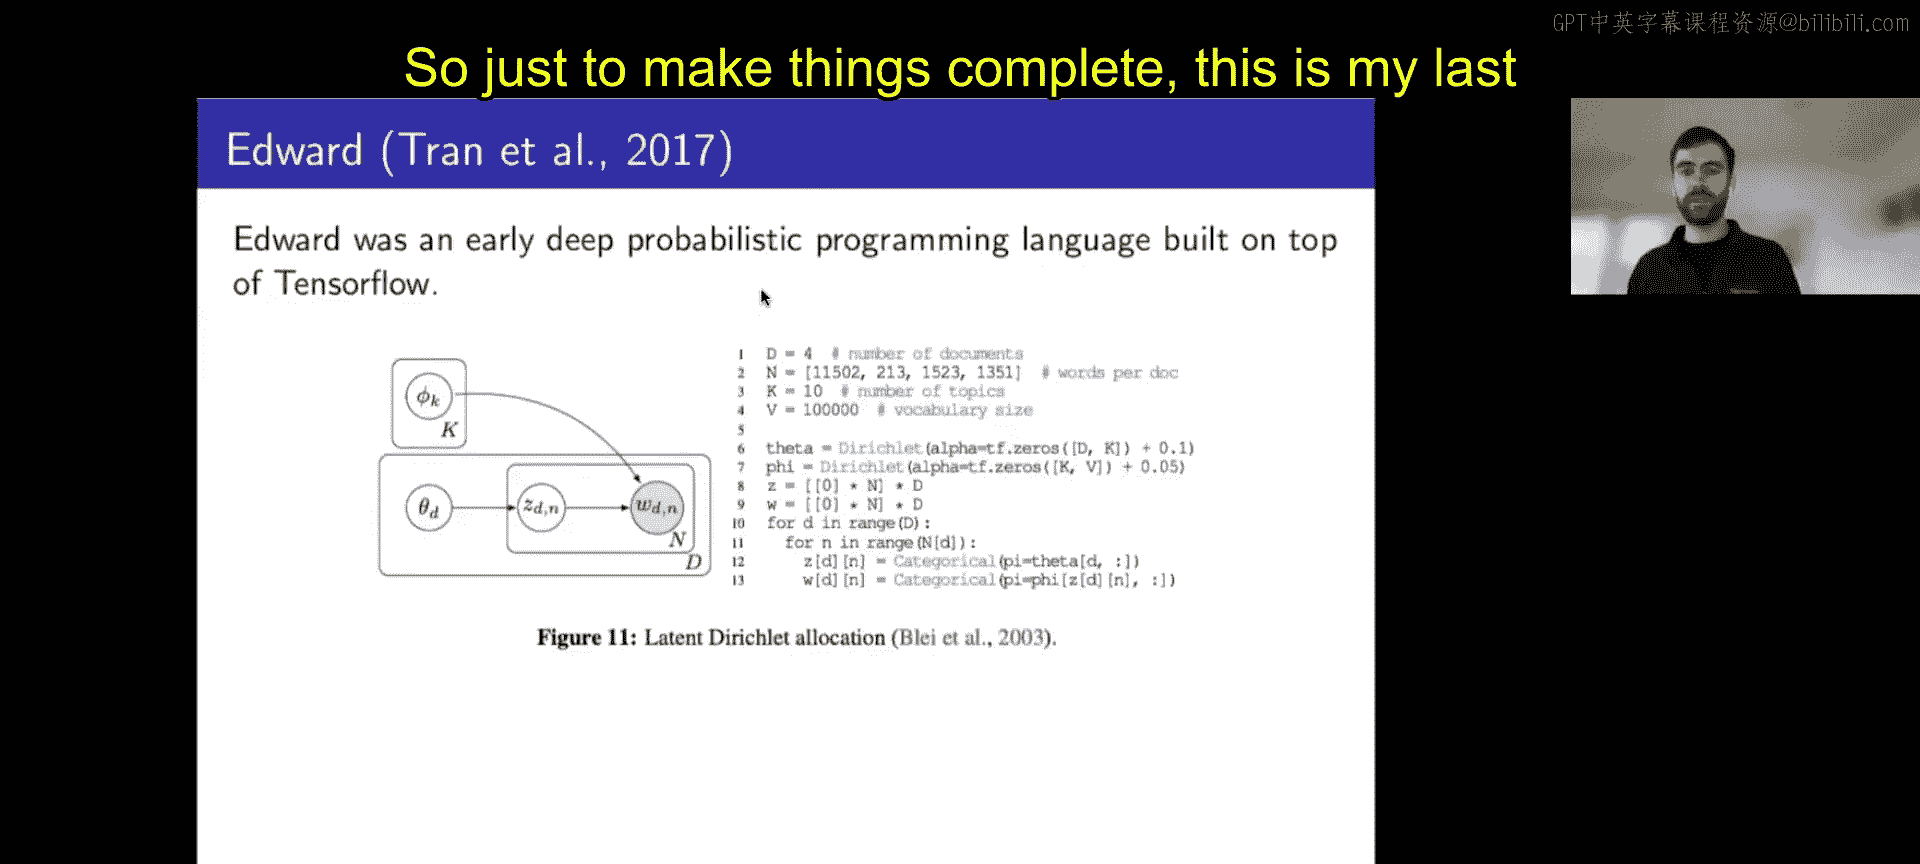 GPT中英字幕课程资源@bilibili.com
So just to make things complete, this is my last
Edward (Tran et al., 2017)
Edward was an early deep probabilistic programming language built on top
of Tensorflow.
ϕk
K
θd
zd,n
wd,n
N
D
1 D = 4 # number of documents
2 N = [11502, 213, 1523, 1351] # words per doc
3 K = 10 # number of topics
4 V = 100000 # vocabulary size
5
6 theta = Dirichlet(alpha=tf.zeros([D, K]) + 0.1)
7 phi = Dirichlet(alpha=tf.zeros([K, V]) + 0.05)
8 z = [[0] * N] * D
9 w = [[0] * N] * D
10 for d in range(D):
11 for n in range(N[d]):
12 z[d][n] = Categorical(pi=theta[d, :])
13 w[d][n] = Categorical(pi=phi[z[d][n], :])
Figure 11: Latent Dirichlet allocation (Blei et al., 2003).